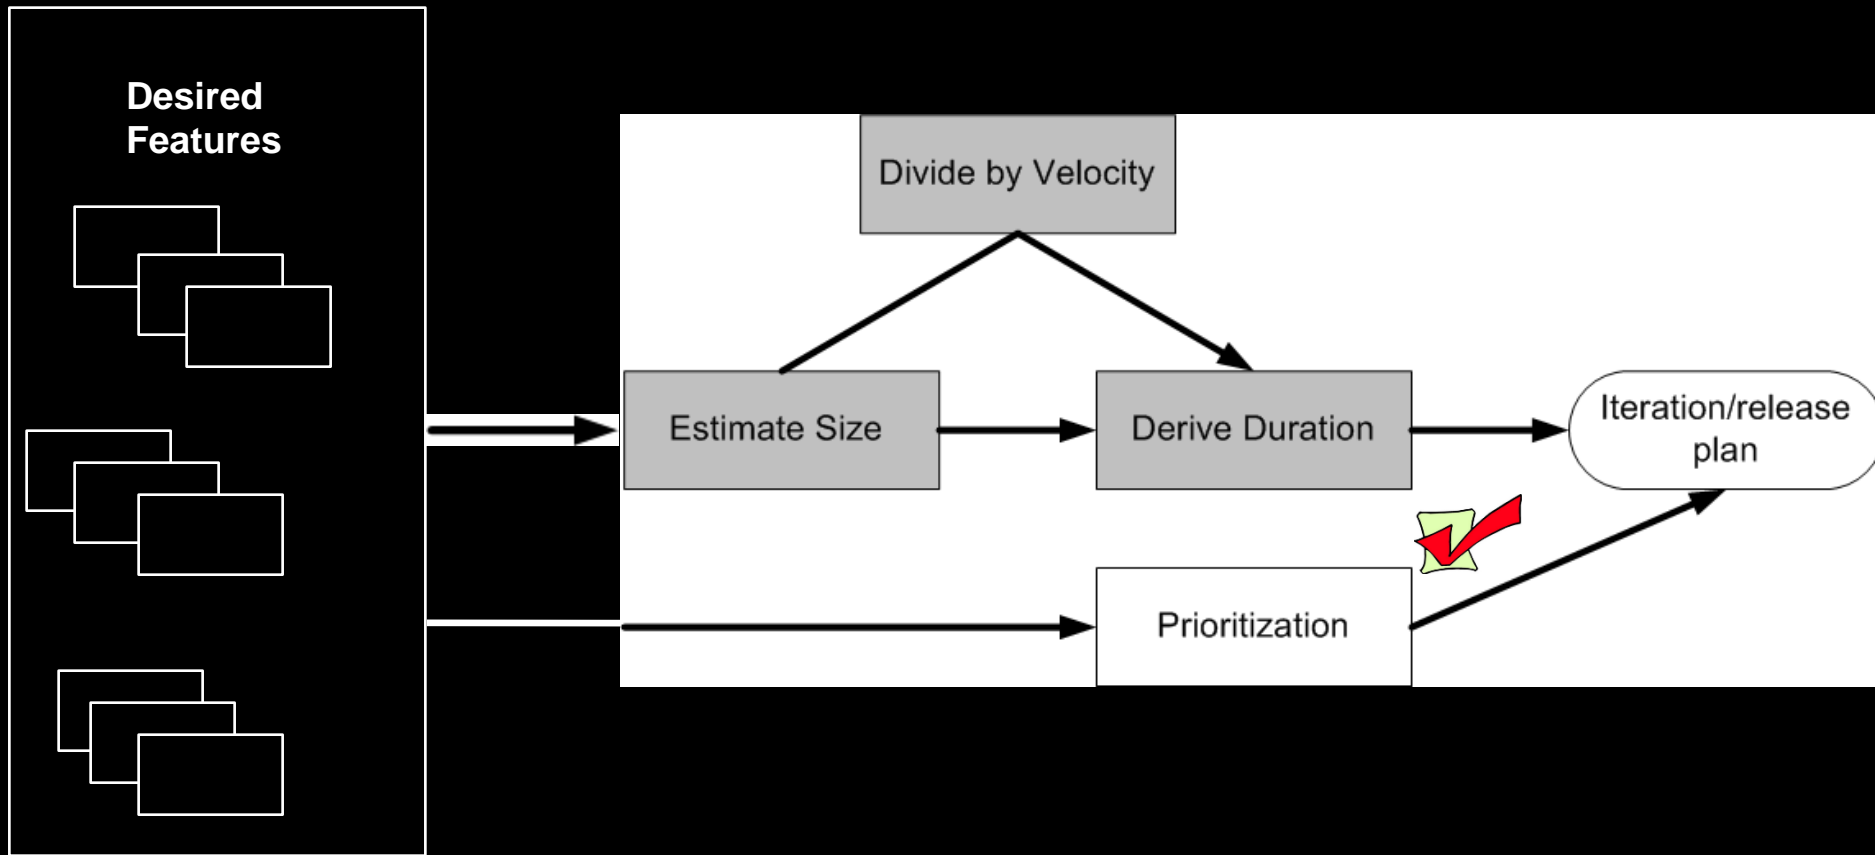 Desired
Features
Divide by Velocity
Estimate Size
Derive Duration
Iteration/release
plan
Prioritization